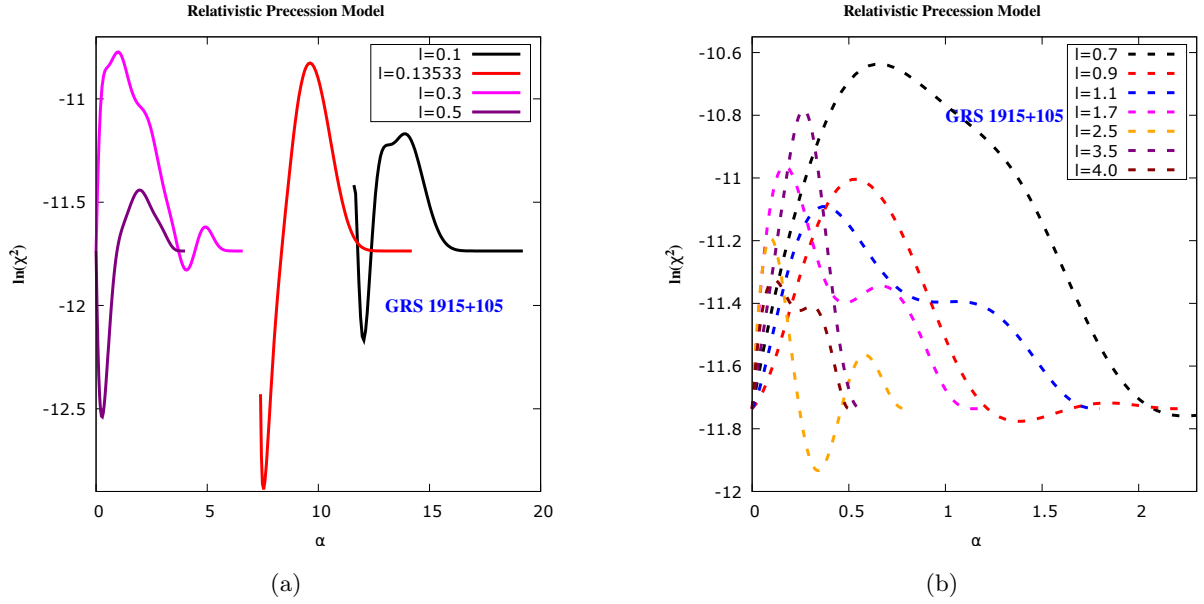 Relativistic Precession Model
l=0.1
l=0.13533
l=0.3
l=0.5
GRS 1915+105
-11
-11.5
-12
-12.5
0 5 10 15 20
ln(χ²)
α
(a)
Relativistic Precession Model
l=0.7
l=0.9
l=1.1
l=1.7
l=2.5
l=3.5
l=4.0
GRS 1915+105
-10.6
-10.8
-11
-11.2
-11.4
-11.6
-11.8
-12
0 0.5 1 1.5 2
ln(χ²)
α
(b)